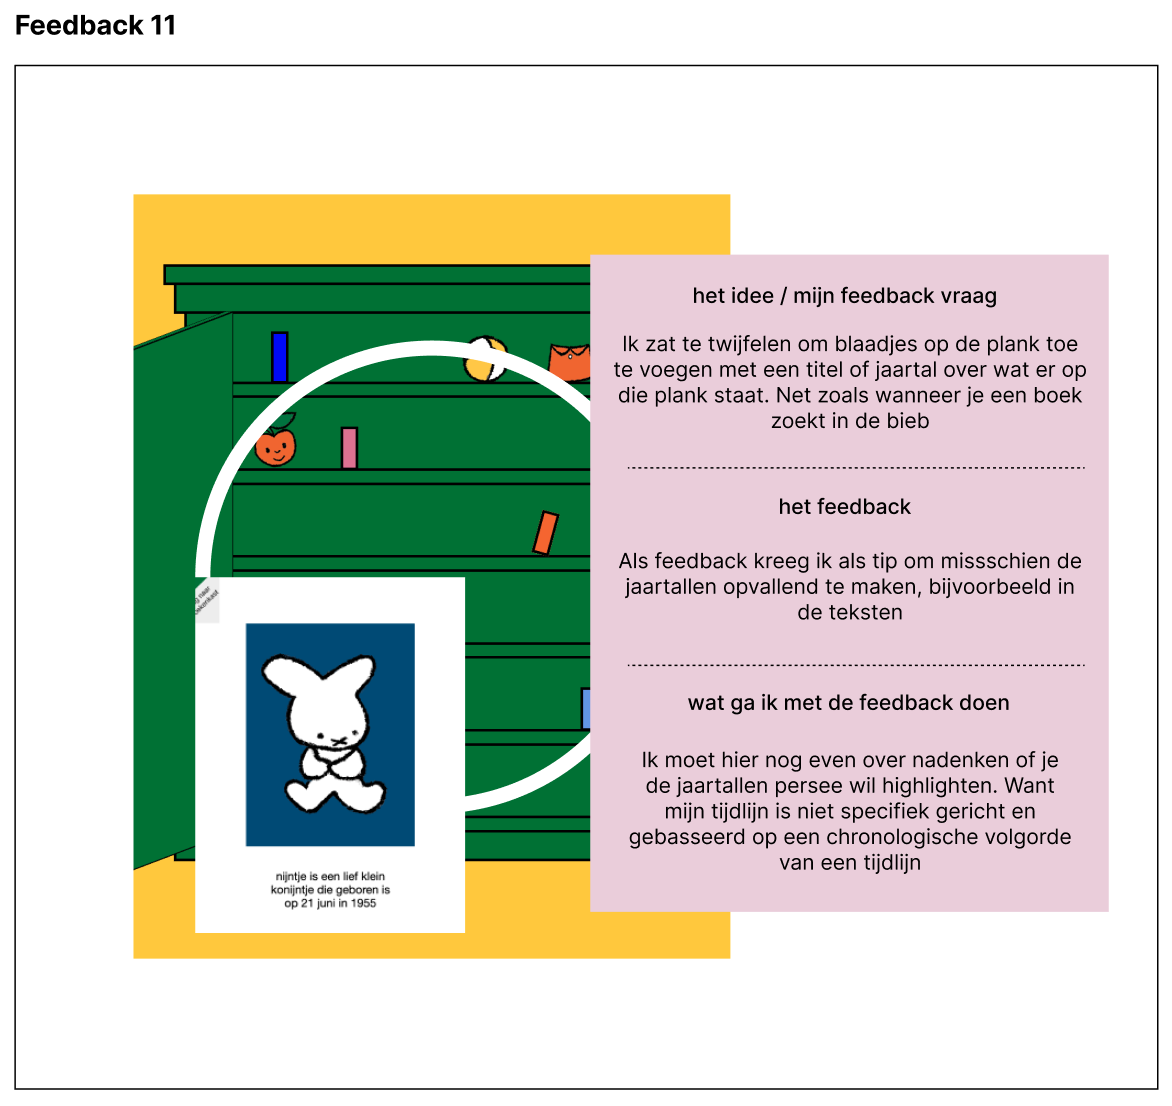 Feedback 11
het idee / mijn feedback vraag
Ik zat te twijfelen om blaadjes op de plank toe
te voegen met een titel of jaartal over wat er op
die plank staat. Net zoals wanneer je een boek
zoekt in de bieb
het feedback
Als feedback kreeg ik als tip om missschien de
jaartallen opvallend te maken, bijvoorbeeld in
de teksten
wat ga ik met de feedback doen
Ik moet hier nog even over nadenken of je
de jaartallen persee wil highlighten. Want
mijn tijdlijn is niet specifiek gericht en
gebasseerd op een chronologische volgorde
van een tijdlijn
naar
nijntje is een lief klein
konijntje die geboren is
op 21 juni in 1955